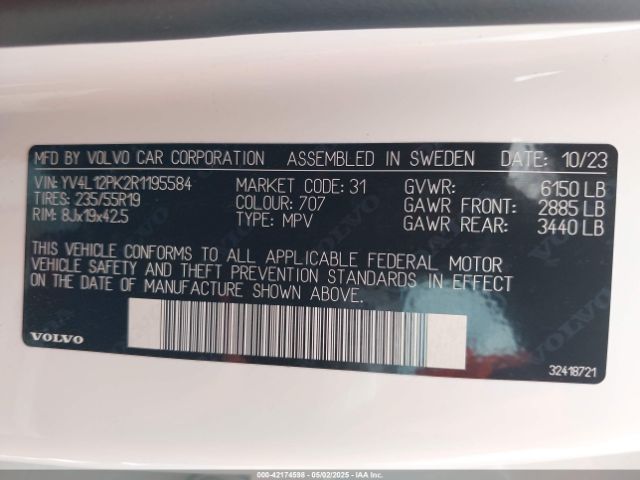 MFD BY VOLVO CAR CORPORATION ASSEMBLED IN SWEDEN DATE: 10/23
VIN: YV4L12PK2R1195584 MARKET CODE: 31 GVWR: 6150 LB
TIRES: 235/55R19 COLOUR: 707 GAWR FRONT: 2885 LB
RIM: 8Jx19x42.5 TYPE: MPV GAWR REAR: 3440 LB
THIS VEHICLE CONFORMS TO ALL APPLICABLE FEDERAL MOTOR
VEHICLE SAFETY AND THEFT PREVENTION STANDARDS IN EFFECT
ON THE DATE OF MANUFACTURE SHOWN ABOVE.
VOLVO
32418721
000-42174598 - 05/02/2025 - IAA Inc.